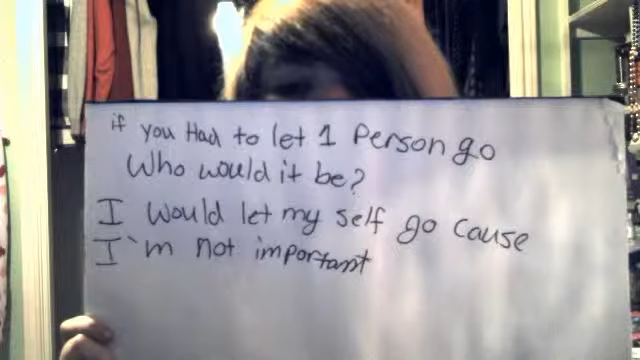 if you Had to let 1 Person go
Who would it be?
I would let my self go cause
I`m not important